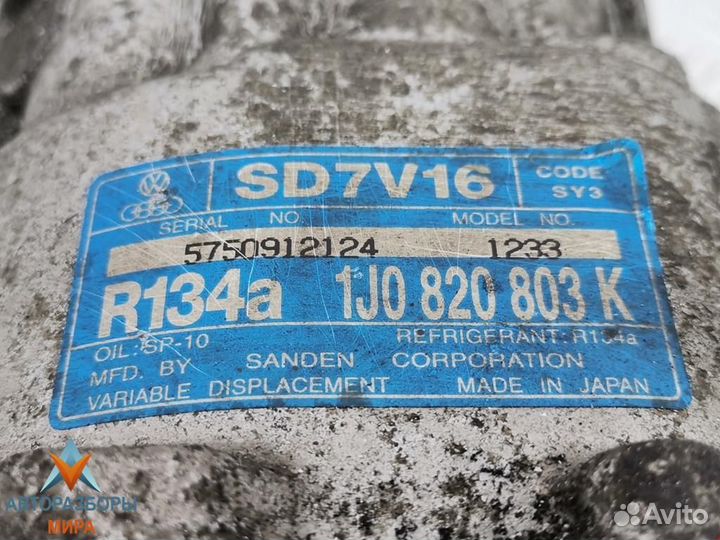 SD7V16
CODE
SY3
SERIAL NO.
MODEL NO.
5750912124
1233
R134a
1J0 820 803 K
OIL: SP-10
REFRIGERANT: R134a
MFD. BY SANDEN CORPORATION
VARIABLE DISPLACEMENT MADE IN JAPAN
АВТОРАЗБОРЫ
МИРА
Avito